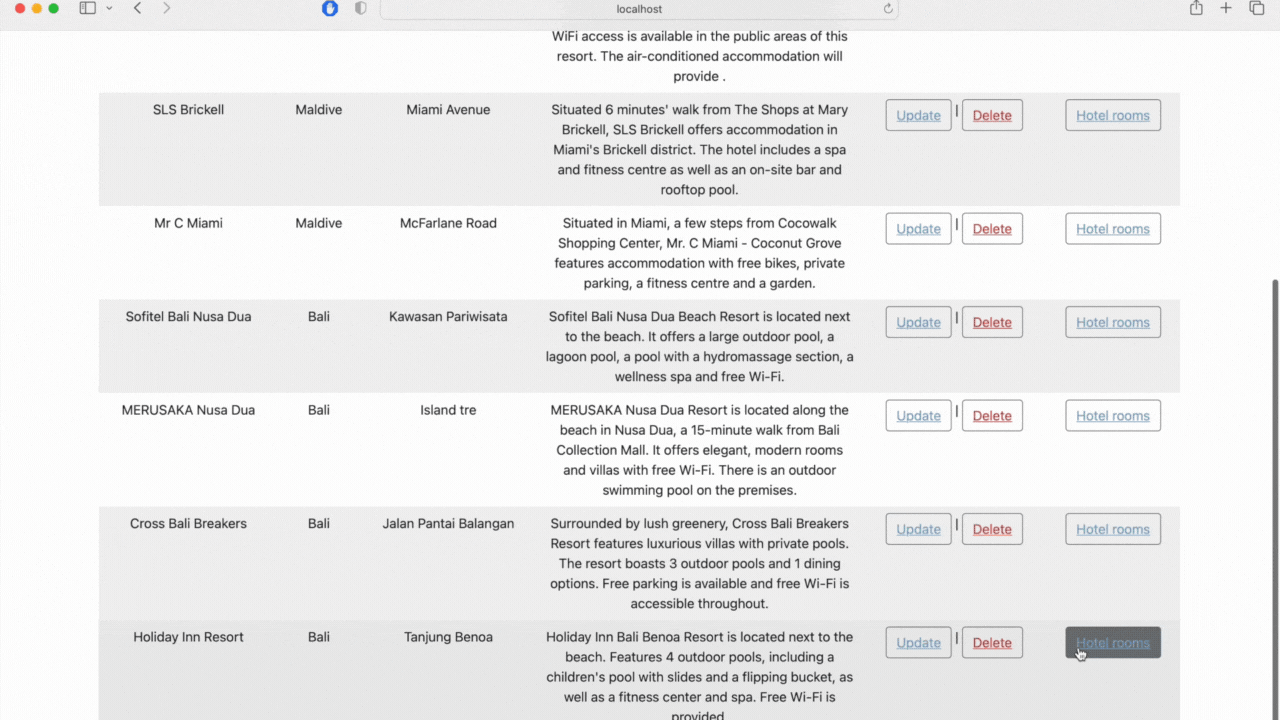 localhost
WiFi access is available in the public areas of this
resort. The air-conditioned accommodation will
provide .
SLS Brickell
Maldive
Miami Avenue
Situated 6 minutes' walk from The Shops at Mary
Brickell, SLS Brickell offers accommodation in
Miami's Brickell district. The hotel includes a spa
and fitness centre as well as an on-site bar and
rooftop pool.
Update | Delete
Hotel rooms
Mr C Miami
Maldive
McFarlane Road
Situated in Miami, a few steps from Cocowalk
Shopping Center, Mr. C Miami - Coconut Grove
features accommodation with free bikes, private
parking, a fitness centre and a garden.
Update | Delete
Hotel rooms
Sofitel Bali Nusa Dua
Bali
Kawasan Pariwisata
Sofitel Bali Nusa Dua Beach Resort is located next
to the beach. It offers a large outdoor pool, a
lagoon pool, a pool with a hydromassage section, a
wellness spa and free Wi-Fi.
Update | Delete
Hotel rooms
MERUSAKA Nusa Dua
Bali
Island tre
MERUSAKA Nusa Dua Resort is located along the
beach in Nusa Dua, a 15-minute walk from Bali
Collection Mall. It offers elegant, modern rooms
and villas with free Wi-Fi. There is an outdoor
swimming pool on the premises.
Update | Delete
Hotel rooms
Cross Bali Breakers
Bali
Jalan Pantai Balangan
Surrounded by lush greenery, Cross Bali Breakers
Resort features luxurious villas with private pools.
The resort boasts 3 outdoor pools and 1 dining
options. Free parking is available and free Wi-Fi is
accessible throughout.
Update | Delete
Hotel rooms
Holiday Inn Resort
Bali
Tanjung Benoa
Holiday Inn Bali Benoa Resort is located next to the
beach. Features 4 outdoor pools, including a
children's pool with slides and a flipping bucket, as
well as a fitness center and spa. Free Wi-Fi is
provided
Update | Delete
Hotel rooms